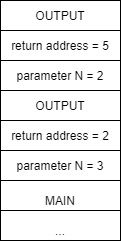 OUTPUT
return address = 5
parameter N = 2
OUTPUT
return address = 2
parameter N = 3
MAIN
...